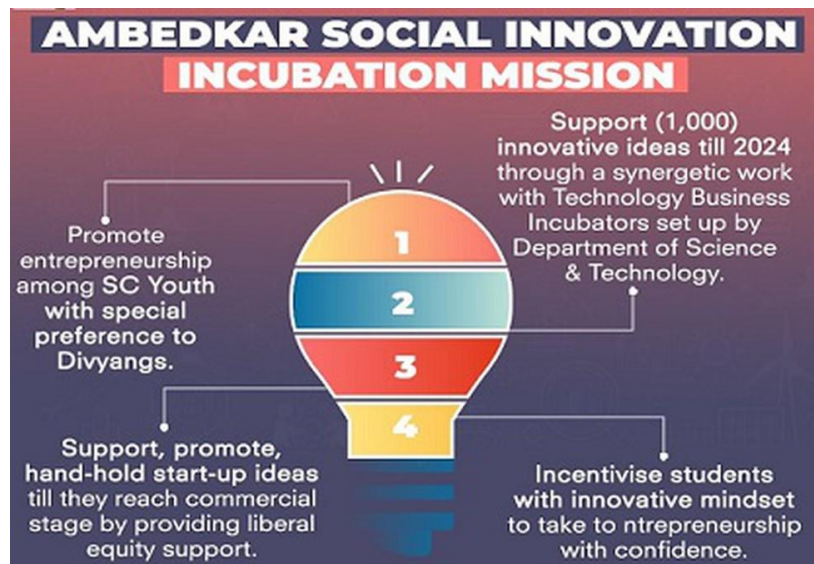 AMBEDKAR SOCIAL INNOVATION
INCUBATION MISSION
1
Promote
entrepreneurship
among SC Youth
with special
preference to
Divyangs.
2
Support (1,000)
innovative ideas till 2024
through a synergetic work
with Technology Business
Incubators set up by
Department of Science
& Technology.
3
Support, promote,
hand-hold start-up ideas
till they reach commercial
stage by providing liberal
equity support.
4
Incentivise students
with innovative mindset
to take to ntrepreneurship
with confidence.